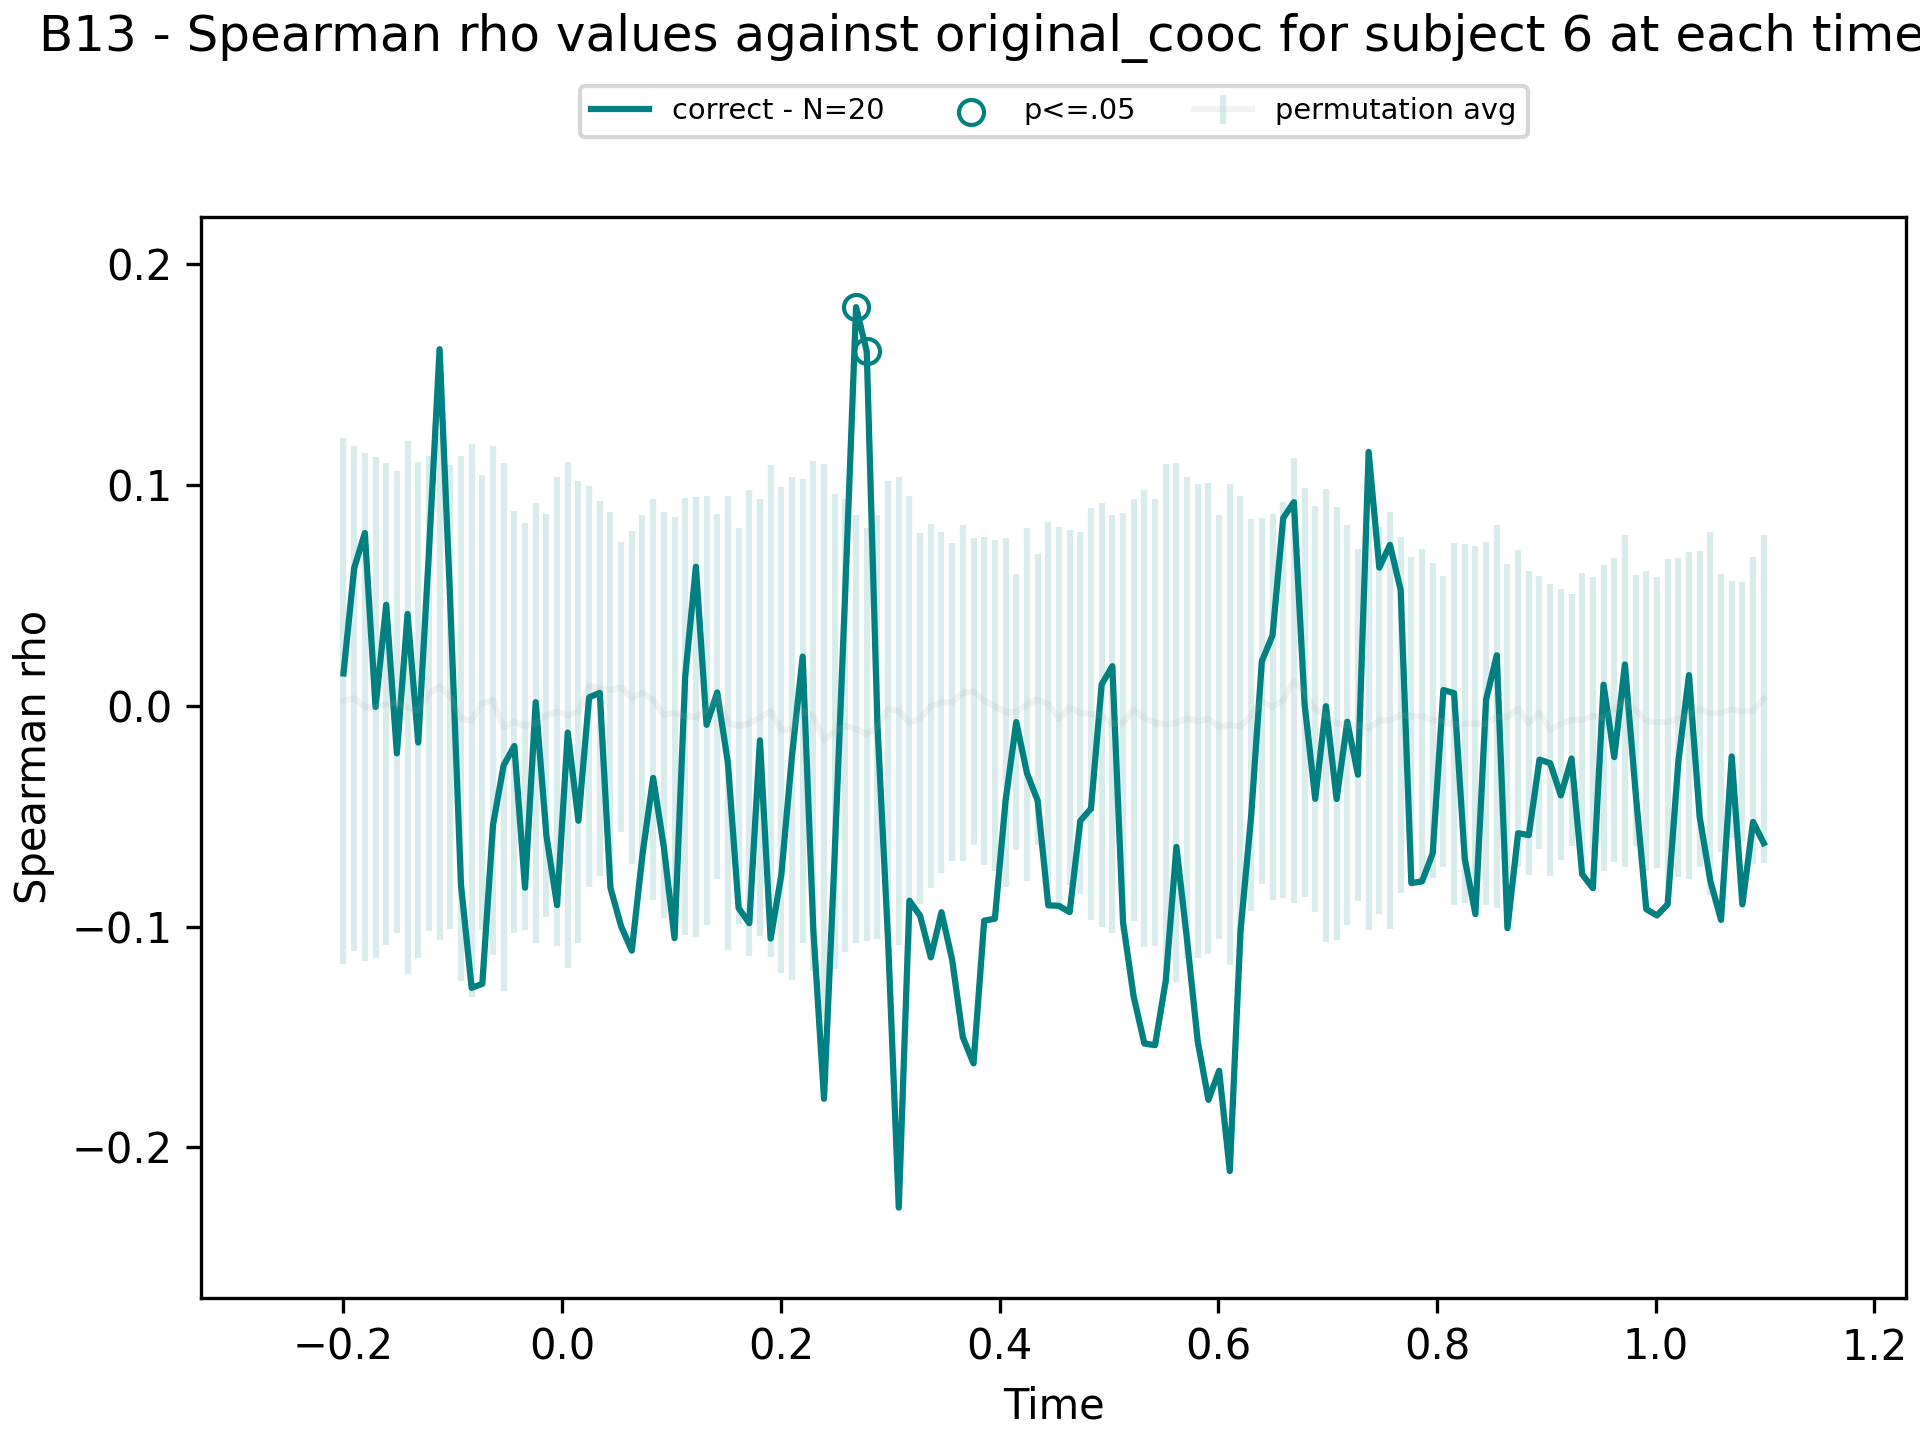 B13 - Spearman rho values against original_cooc for subject 6 at each time
correct - N=20 p<=.05 permutation avg
0.2
0.1
0.0
−0.1
−0.2
Spearman rho
−0.2 0.0 0.2 0.4 0.6 0.8 1.0 1.2
Time